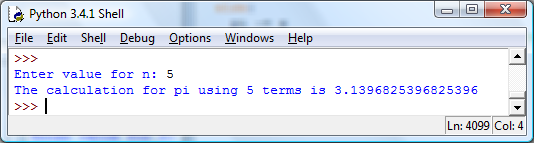 Python 3.4.1 Shell
File Edit Shell Debug Options Windows Help
>>>
Enter value for n: 5
The calculation for pi using 5 terms is 3.1396825396825396
>>>
Ln: 4099 Col: 4